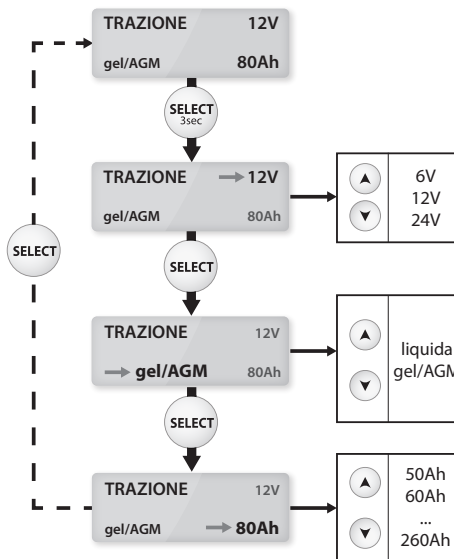 TRAZIONE 12V
gel/AGM 80Ah
SELECT
3sec
TRAZIONE 12V
gel/AGM 80Ah
6V
12V
24V
SELECT
SELECT
TRAZIONE 12V
gel/AGM 80Ah
liquida
gel/AGM
SELECT
TRAZIONE 12V
gel/AGM 80Ah
50Ah
60Ah
...
260Ah